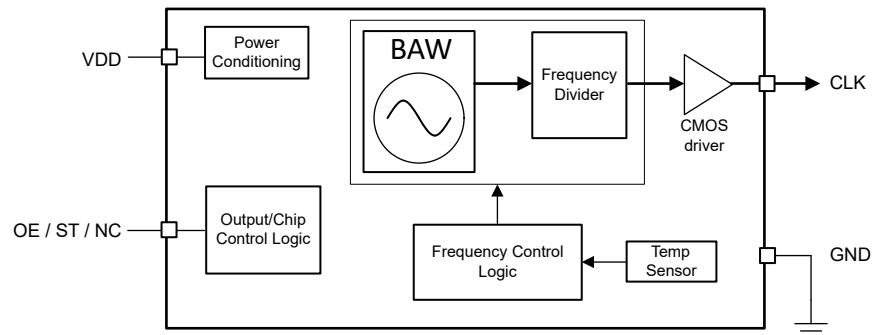 VDD
Power
Conditioning
BAW
Frequency
Divider
CMOS
driver
CLK
OE / ST / NC
Output/Chip
Control Logic
Frequency Control
Logic
Temp
Sensor
GND